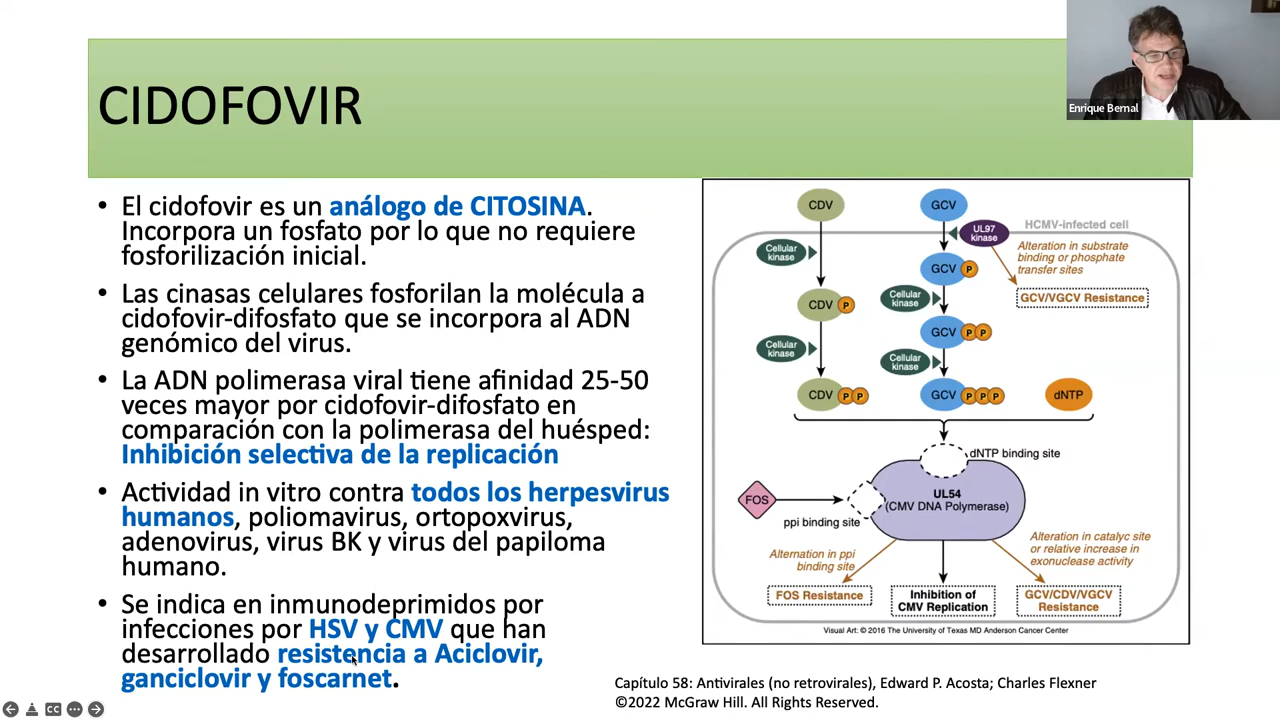 CIDOFOVIR
Enrique Bernal
• El cidofovir es un análogo de CITOSINA.
Incorpora un fosfato por lo que no requiere
fosforilización inicial.
• Las cinasas celulares fosforilan la molécula a
cidofovir-difosfato que se incorpora al ADN
genómico del virus.
• La ADN polimerasa viral tiene afinidad 25-50
veces mayor por cidofovir-difosfato en
comparación con la polimerasa del huésped:
Inhibición selectiva de la replicación
• Actividad in vitro contra todos los herpesvirus
humanos, poliomavirus, ortopoxvirus,
adenovirus, virus BK y virus del papiloma
humano.
• Se indica en inmunodeprimidos por
infecciones por HSV y CMV que han
desarrollado resistencia a Aciclovir,
ganciclovir y foscarnet.
CDV
GCV
HCMV-infected cell
UL97
kinase
Cellular
kinase
Alteration in substrate
binding or phosphate
transfer sites
GCV P
GCV/VGCV Resistance
Cellular
kinase
CDV P
GCV P P
Cellular
kinase
Cellular
kinase
CDV P P
GCV P P P
dNTP
dNTP binding site
UL54
(CMV DNA Polymerase)
FOS
ppi binding site
Alternation in ppi
binding site
Alteration in catalyc site
or relative increase in
exonuclease activity
FOS Resistance
Inhibition of
CMV Replication
GCV/CDV/VGCV
Resistance
Visual Art: © 2016 The University of Texas MD Anderson Cancer Center
Capítulo 58: Antivirales (no retrovirales), Edward P. Acosta; Charles Flexner
©2022 McGraw Hill. All Rights Reserved.
CC